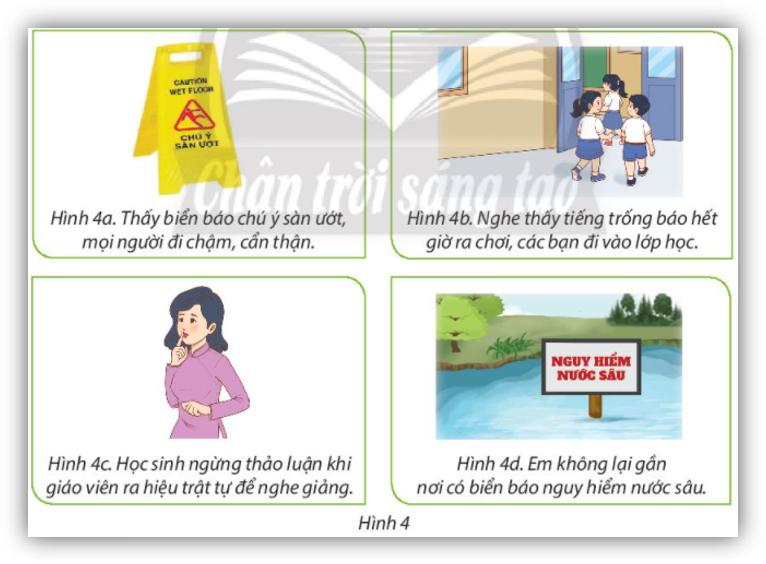 CAUTION
WET FLOOR
CHÚ Ý
SÀN ƯỚT
Chân trời sáng tạo
Hình 4a. Thấy biển báo chú ý sàn ướt,
mọi người đi chậm, cẩn thận.
Hình 4b. Nghe thấy tiếng trống báo hết
giờ ra chơi, các bạn đi vào lớp học.
NGUY HIỂM
NƯỚC SÂU
Hình 4c. Học sinh ngừng thảo luận khi
giáo viên ra hiệu trật tự để nghe giảng.
Hình 4d. Em không lại gần
nơi có biển báo nguy hiểm nước sâu.
Hình 4